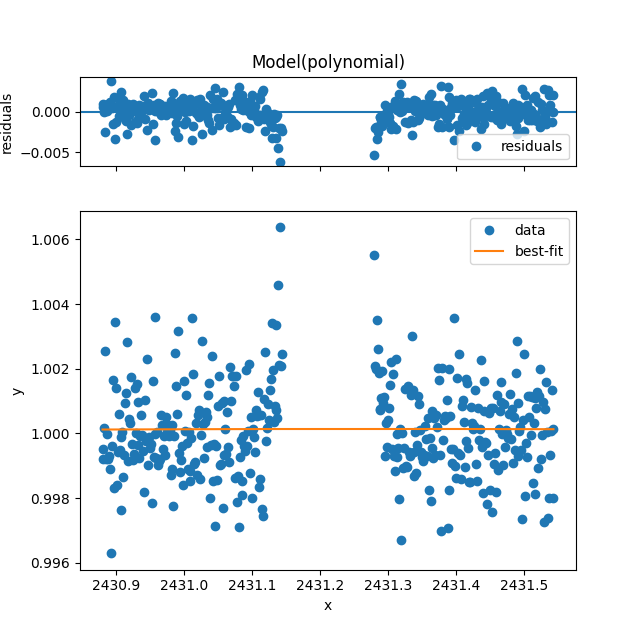 Model(polynomial)
residuals
0.000
−0.005
residuals
y
1.006
1.004
1.002
1.000
0.998
0.996
data
best-fit
2430.9 2431.0 2431.1 2431.2 2431.3 2431.4 2431.5
x